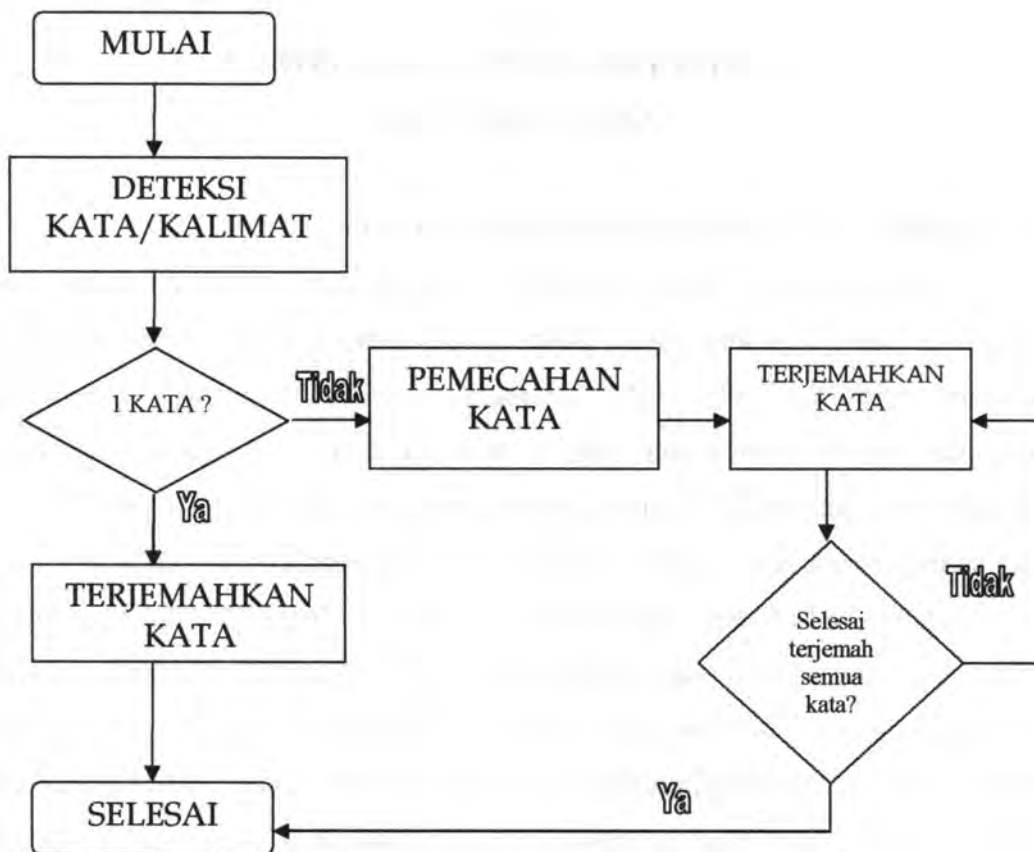 MULAI
DETEKSI
KATA/KALIMAT
1 KATA ?
Tidak
PEMECAHAN
KATA
TERJEMAHKAN
KATA
Ya
TERJEMAHKAN
KATA
Tidak
Selesai
terjemah
semua
kata?
Ya
SELESAI